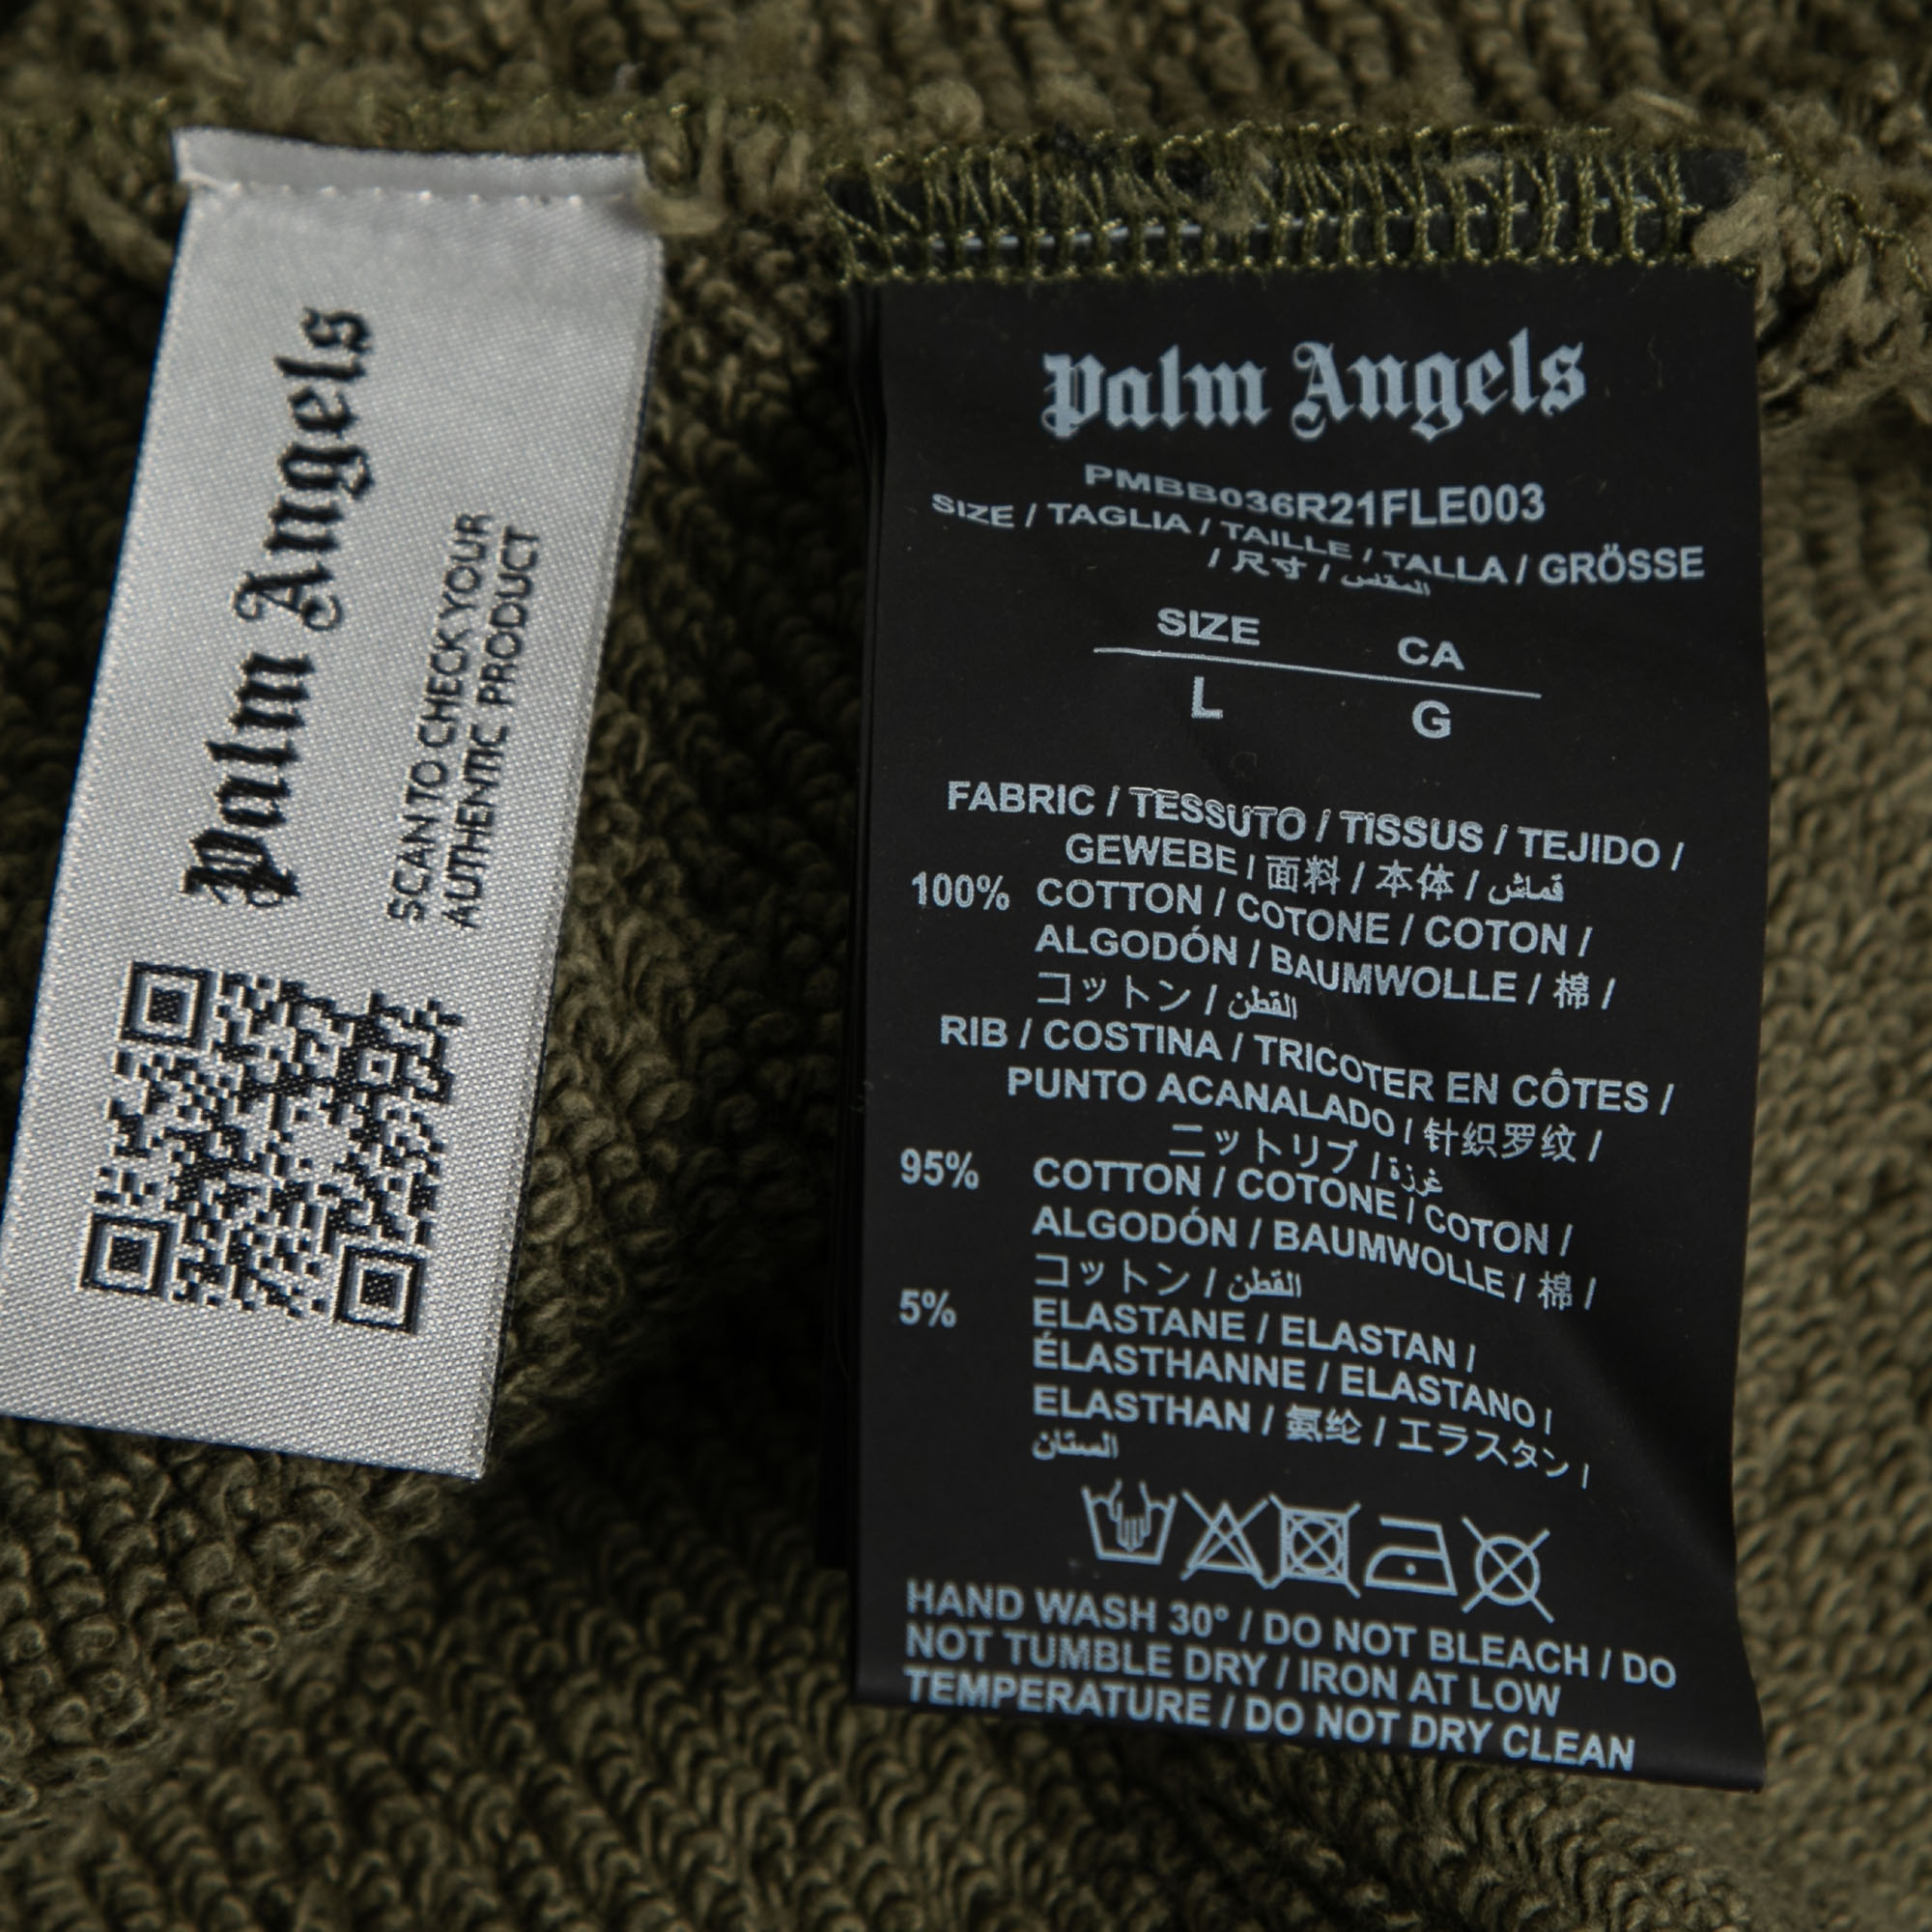 Palm Angels
SCAN TO CHECK YOUR
AUTHENTIC PRODUCT
Palm Angels
PMBB036R21FLE003
SIZE / TAGLIA / TAILLE / TALLA / GRÖSSE
/ 尺寸 / المقاس
SIZE CA
L G
FABRIC / TESSUTO / TISSUS / TEJIDO /
GEWEBE / 面料 / 本体 / قماش
100% COTTON / COTONE / COTON /
ALGODÓN / BAUMWOLLE / 棉 /
コットン / القطن
RIB / COSTINA / TRICOTER EN CÔTES /
PUNTO ACANALADO / 针织罗纹 /
ニットリブ / غرزة
95% COTTON / COTONE / COTON /
ALGODÓN / BAUMWOLLE / 棉 /
コットン / القطن
5% ELASTANE / ELASTAN /
ÉLASTHANNE / ELASTANO /
ELASTHAN / 氨纶 / エラスタン /
الستان
HAND WASH 30° / DO NOT BLEACH / DO
NOT TUMBLE DRY / IRON AT LOW
TEMPERATURE / DO NOT DRY CLEAN